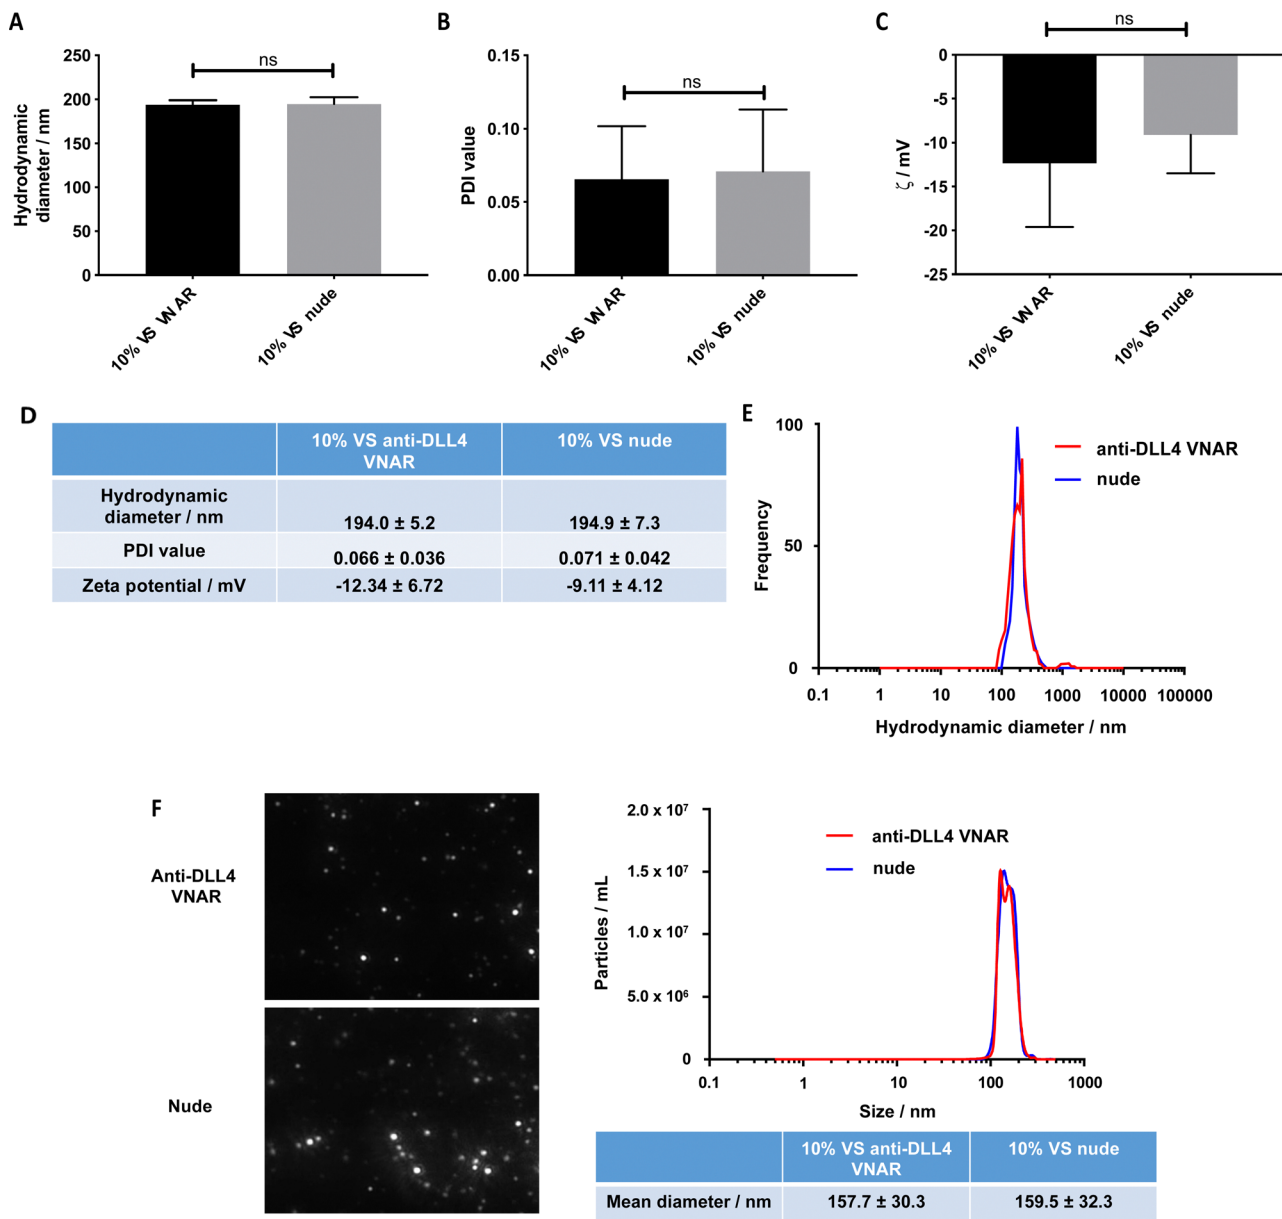 A
ns
250
200
150
100
50
0
Hydrodynamic
diameter / nm
10% VS VNAR
10% VS nude
B
ns
0.15
0.10
0.05
0.00
PDI value
10% VS VNAR
10% VS nude
C
ns
0
-5
-10
-15
-20
-25
ζ / mV
10% VS VNAR
10% VS nude
D
10% VS anti-DLL4
VNAR
10% VS nude
Hydrodynamic
diameter / nm
194.0 ± 5.2
194.9 ± 7.3
PDI value
0.066 ± 0.036
0.071 ± 0.042
Zeta potential / mV
-12.34 ± 6.72
-9.11 ± 4.12
E
100
50
0
Frequency
anti-DLL4 VNAR
nude
0.1 1 10 100 1000 10000 100000
Hydrodynamic diameter / nm
F
Anti-DLL4
VNAR
Nude
2.0 x 10⁷
1.5 x 10⁷
1.0 x 10⁷
5.0 x 10⁶
0
Particles / mL
anti-DLL4 VNAR
nude
0.1 1 10 100 1000
Size / nm
10% VS anti-DLL4
VNAR
10% VS nude
Mean diameter / nm
157.7 ± 30.3
159.5 ± 32.3